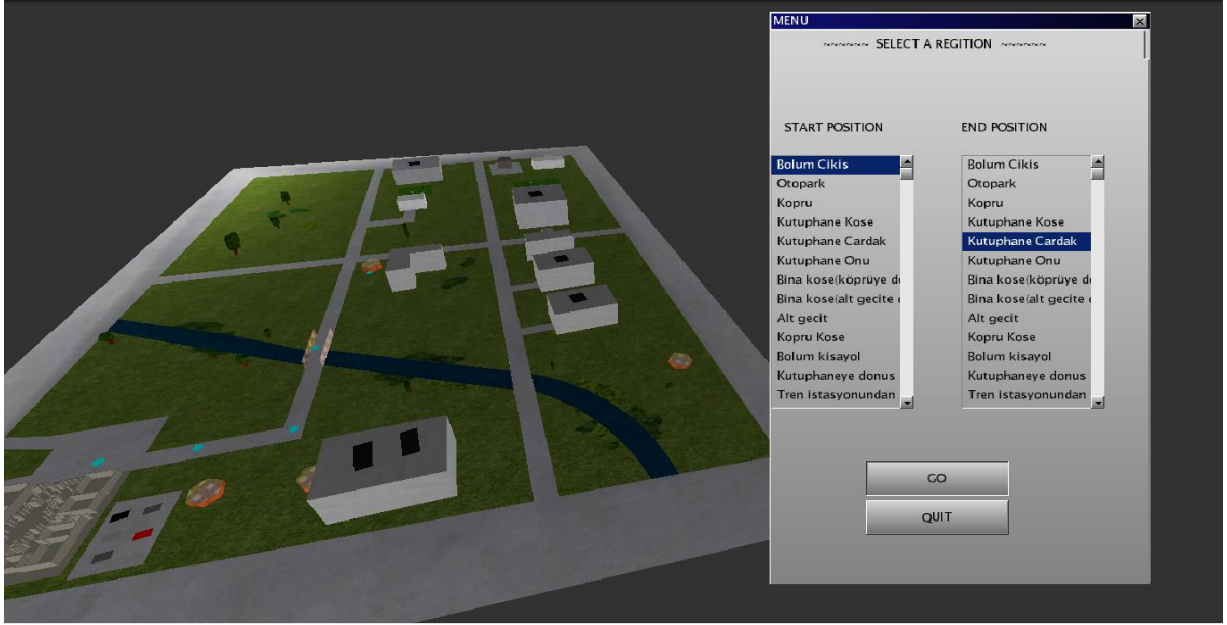 MENU
~~~~~~ SELECT A REGITION ~~~~~~
START POSITION
END POSITION
Bolum Cikis
Otopark
Kopru
Kutuphane Kose
Kutuphane Cardak
Kutuphane Onu
Bina kose(köprüye d
Bina kose(alt gecite
Alt gecit
Kopru Kose
Bolum kisayol
Kutuphaneye donus
Tren istasyonundan
Bolum Cikis
Otopark
Kopru
Kutuphane Kose
Kutuphane Cardak
Kutuphane Onu
Bina kose(köprüye d
Bina kose(alt gecite
Alt gecit
Kopru Kose
Bolum kisayol
Kutuphaneye donus
Tren istasyonundan
GO
QUIT